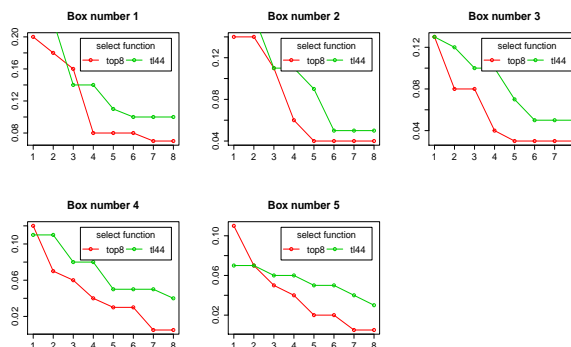 Box number 1
0.20
0.16
0.12
0.08
select function
top8 tl44
1 2 3 4 5 6 7 8
Box number 2
0.12
0.08
0.04
select function
top8 tl44
1 2 3 4 5 6 7 8
Box number 3
0.12
0.08
0.04
select function
top8 tl44
1 2 3 4 5 6 7
Box number 4
0.10
0.06
0.02
select function
top8 tl44
1 2 3 4 5 6 7 8
Box number 5
0.10
0.06
0.02
select function
top8 tl44
1 2 3 4 5 6 7 8